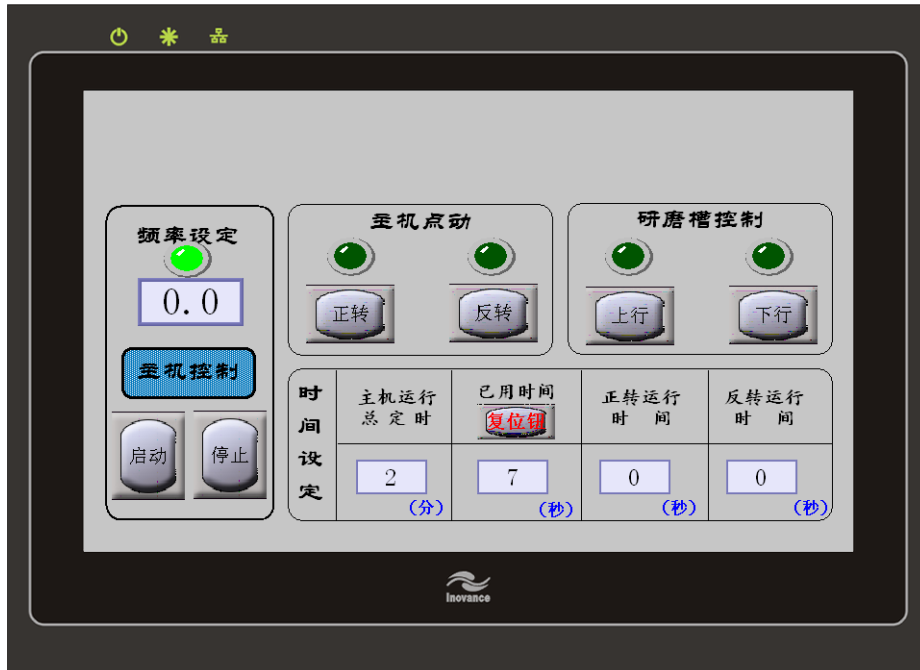 频率设定
0.0
主机控制
启动
停止
主机点动
正转
反转
研磨槽控制
上行
下行
时间设定
主机运行
总定时
已用时间
复位钮
正转运行
时间
反转运行
时间
2
(分)
7
(秒)
0
(秒)
0
(秒)
Inovance